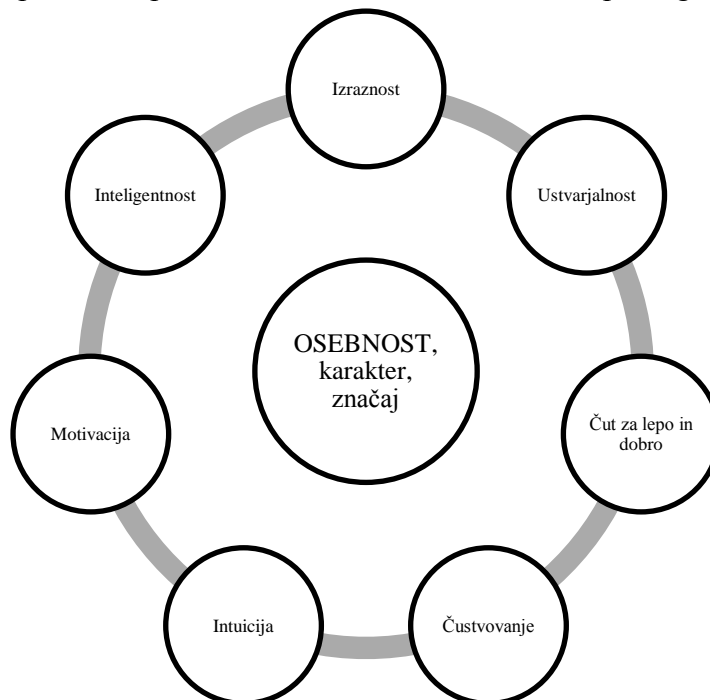 Izraznost
Ustvarjalnost
Čut za lepo in
dobro
Čustvovanje
Intuicija
Motivacija
Inteligentnost
OSEBNOST,
karakter,
značaj